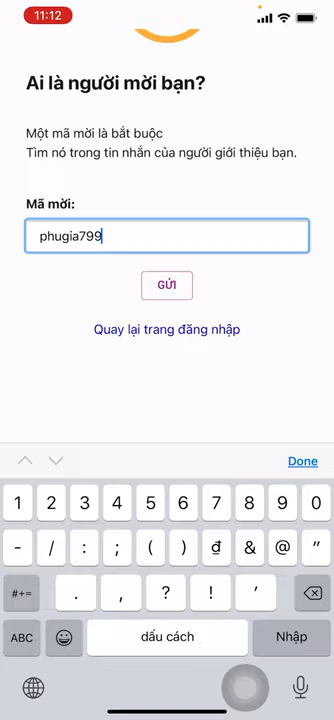 11:12
Ai là người mời bạn?
Một mã mời là bắt buộc
Tìm nó trong tin nhắn của người giới thiệu bạn.
Mã mời:
phugia799
GỬI
Quay lại trang đăng nhập
Done
1 2 3 4 5 6 7 8 9 0
- / : ; ( ) ₫ & @ "
#+= . , ? ! ’
ABC dấu cách Nhập